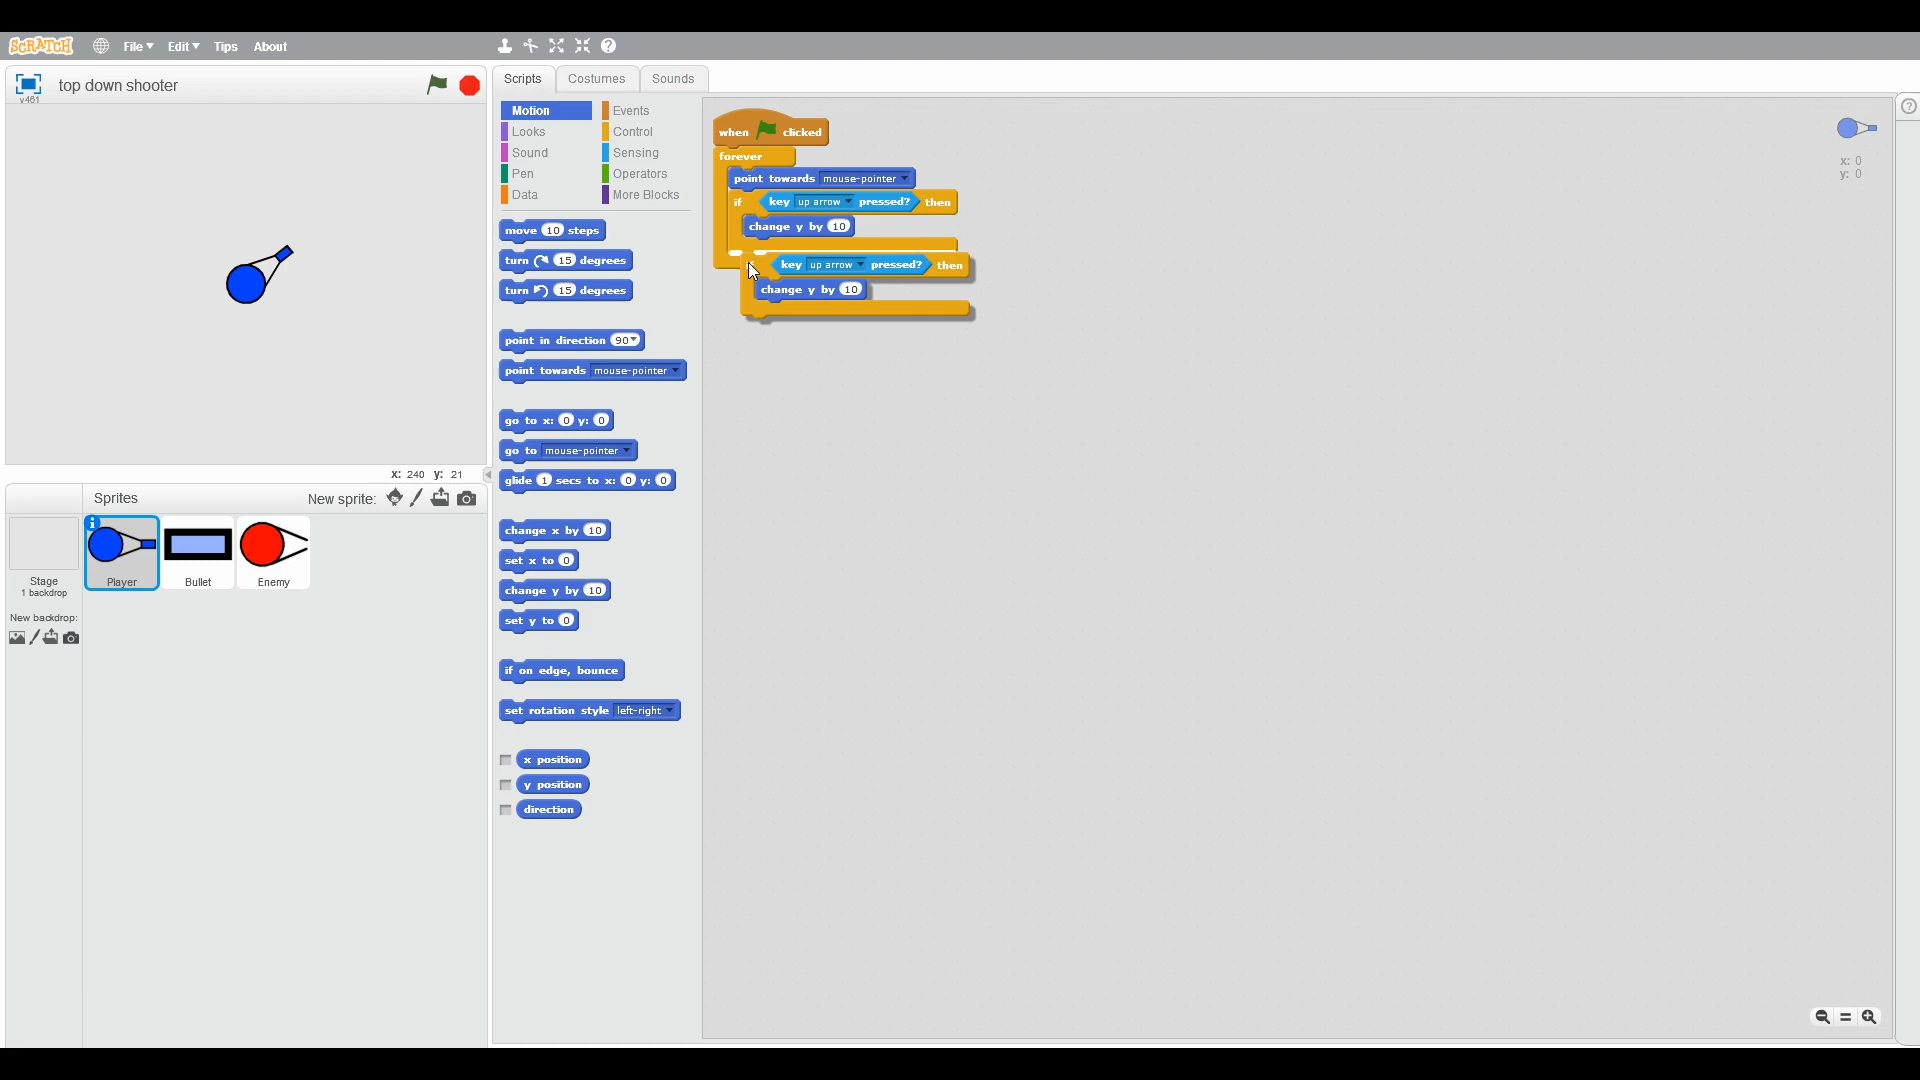 SCRATCH File Edit Tips About
top down shooter
v461
Scripts Costumes Sounds
Motion Events
Looks Control
Sound Sensing
Pen Operators
Data More Blocks
move 10 steps
turn 15 degrees
turn 15 degrees
point in direction 90
point towards mouse-pointer
go to x: 0 y: 0
go to mouse-pointer
glide 1 secs to x: 0 y: 0
change x by 10
set x to 0
change y by 10
set y to 0
if on edge, bounce
set rotation style left-right
x position
y position
direction
when clicked
forever
point towards mouse-pointer
if key up arrow pressed? then
change y by 10
key up arrow pressed? then
change y by 10
x: 0
y: 0
x: 240 y: 21
Sprites New sprite:
Stage
1 backdrop
New backdrop:
Player Bullet Enemy